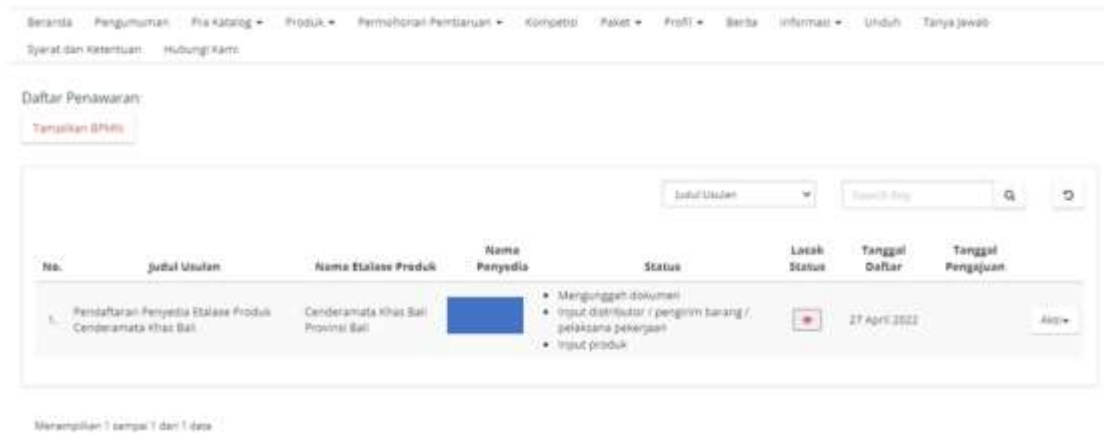 Beranda Pengumuman Pra Katalog Produk Permohonan Pembaruan Kompetisi Paket Profil Berita Informasi Unduh Tanya Jawab
Syarat dan Ketentuan Hubungi Kami
Daftar Penawaran
Tampilkan BPMN
Judul Usulan Search Key
No. Judul Usulan Nama Etalase Produk Nama Penyedia Status Lacak Status Tanggal Daftar Tanggal Pengajuan
1. Pendaftaran Penyedia Etalase Produk Cenderamata Khas Bali
Cenderamata Khas Bali Provinsi Bali
Mengunggah dokumen
Input distributor / pengirim barang / pelaksana pekerjaan
Input produk
27 April 2022
Aksi
Menampilkan 1 sampai 1 dari 1 data